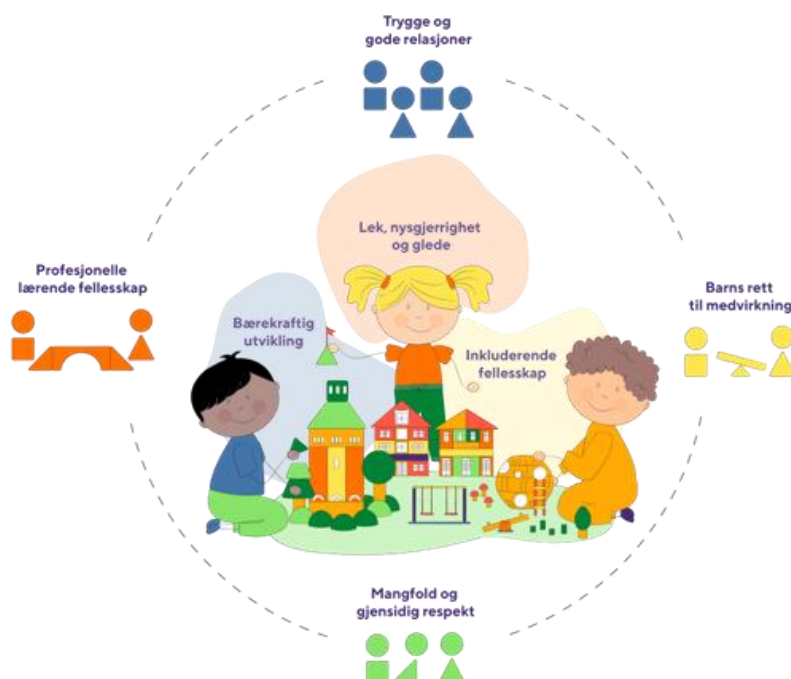 Trygge og
gode relasjoner
Lek, nysgjerrighet
og glede
Profesjonelle
lærende fellesskap
Barns rett
til medvirkning
Bærekraftig
utvikling
Inkluderende
fellesskap
Mangfold og
gjensidig respekt